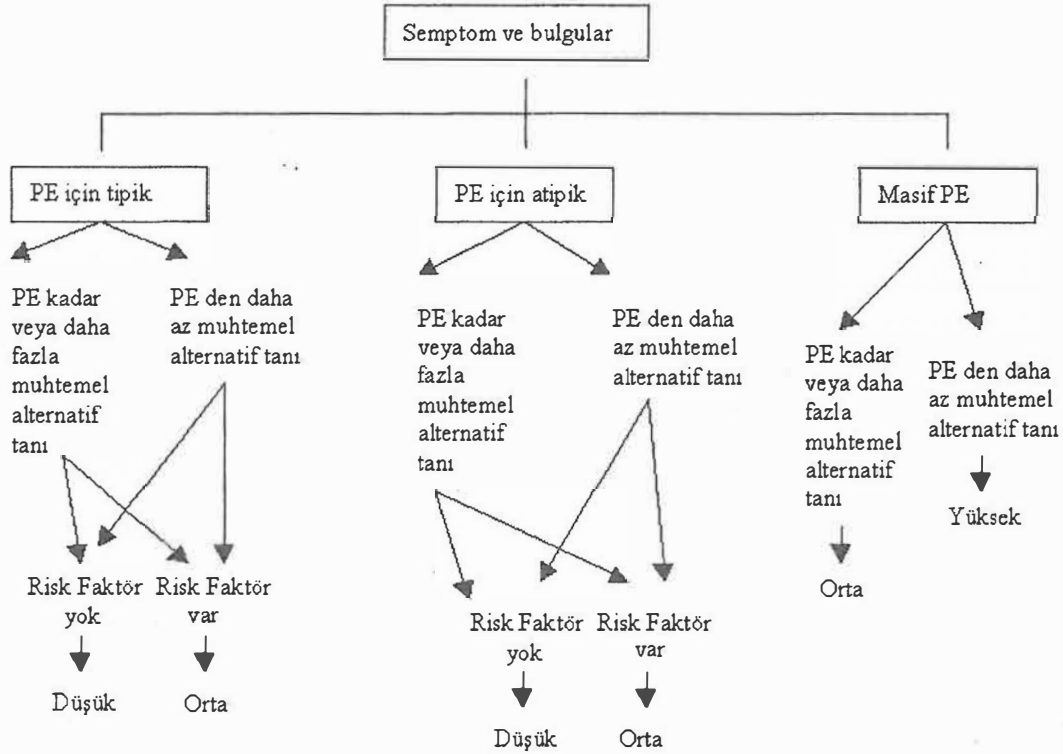 Semptom ve bulgular
PE için tipik
PE için atipik
Masif PE
PE kadar
veya daha
fazla
muhtemel
alternatif
tanı
PE den daha
az muhtemel
alternatif tanı
Risk Faktör
yok
Risk Faktör
var
Düşük
Orta
PE kadar
veya daha
fazla
muhtemel
alternatif
tanı
PE den daha
az muhtemel
alternatif tanı
Risk Faktör
yok
Risk Faktör
var
Düşük
Orta
PE kadar
veya daha
fazla
muhtemel
alternatif
tanı
Orta
PE den daha
az muhtemel
alternatif tanı
Yüksek